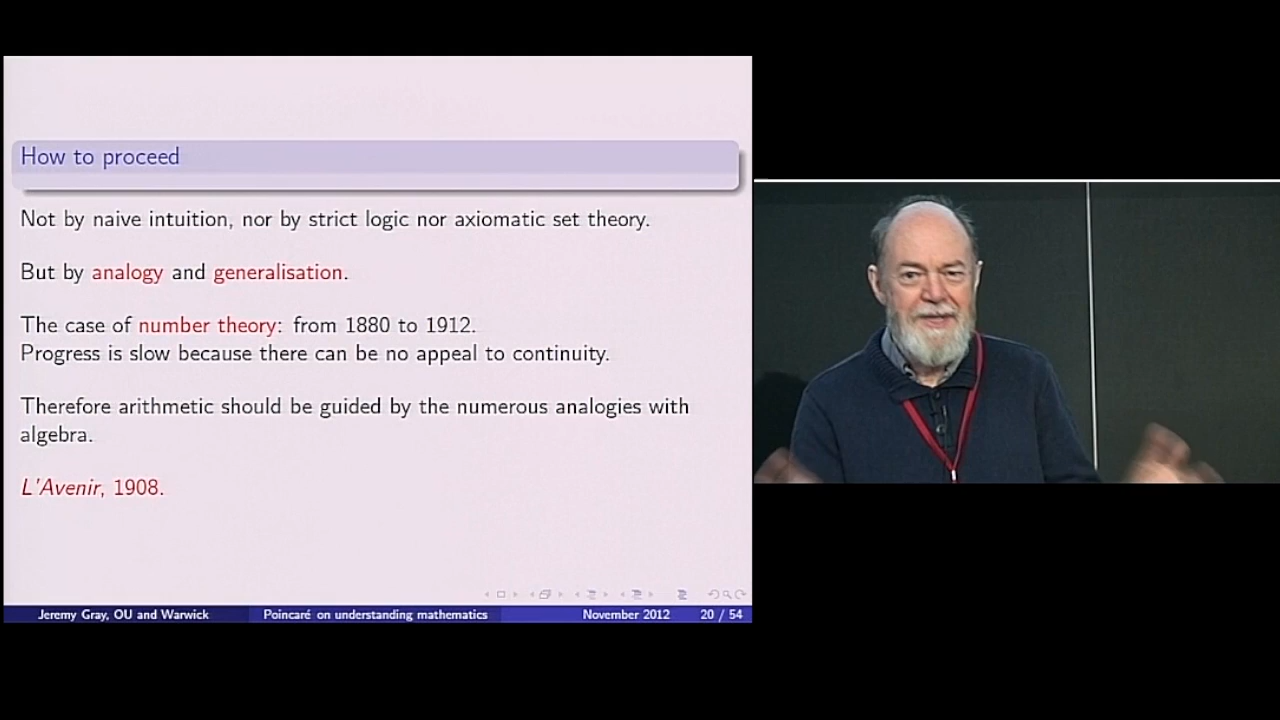 How to proceed
Not by naive intuition, nor by strict logic nor axiomatic set theory.
But by analogy and generalisation.
The case of number theory: from 1880 to 1912.
Progress is slow because there can be no appeal to continuity.
Therefore arithmetic should be guided by the numerous analogies with
algebra.
L'Avenir, 1908.
Jeremy Gray, OU and Warwick Poincaré on understanding mathematics November 2012 20 / 54